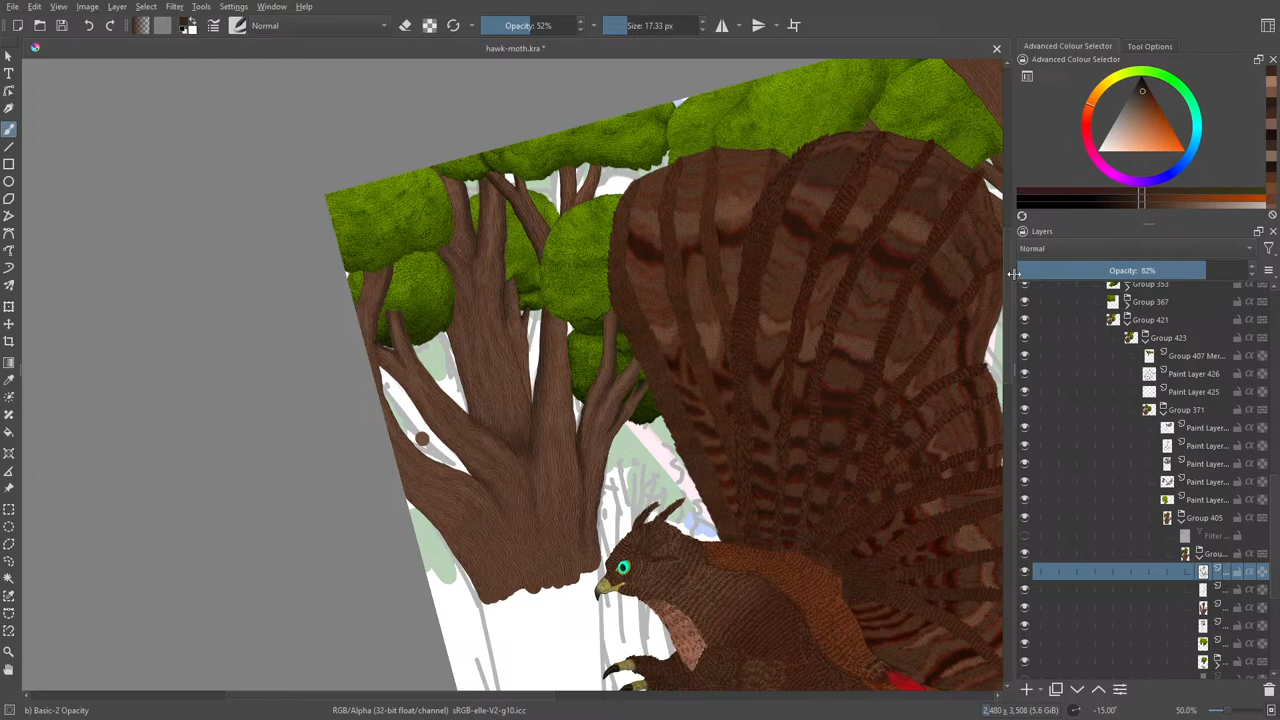 File Edit View Image Layer Select Filter Tools Settings Window Help
Normal
Opacity: 52%
Size: 17.33 px
hawk-moth.kra *
Advanced Colour Selector Tool Options
Advanced Colour Selector
Layers
Normal
Opacity: 82%
Group 353
Group 367
Group 421
Group 423
Group 407 Mer...
Paint Layer 426
Paint Layer 425
Group 371
Paint Layer...
Paint Layer...
Paint Layer...
Paint Layer...
Paint Layer...
Group 405
Filter ...
Grou...
...
...
...
...
...
...
b) Basic-2 Opacity
RGB/Alpha (32-bit float/channel) sRGB-elle-V2-g10.icc
2,480 x 3,508 (5.6 GiB)
-15.00°
50.0%